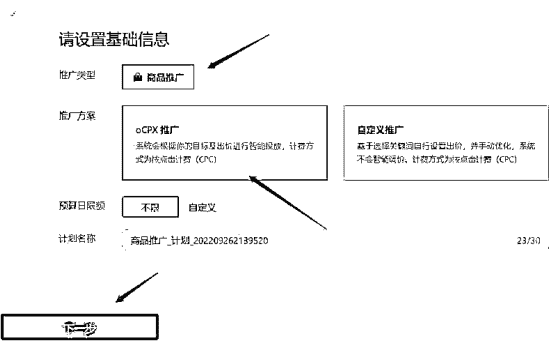 请设置基础信息
推广类型
商品推广
推广方案
oCPX 推广
系统会根据你的目标及出价进行智能投放，计费方
式为按点击计费（CPC）
自定义推广
基于选择关键词自行设置出价，并手动优化，系统
不会智能调价、计费方式为按点击计费（CPC）
预算日限额
不限
自定义
计划名称
商品推广_计划_202209262139520
23/30
下一步